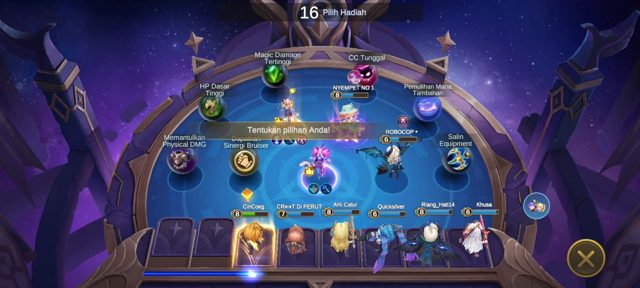 16 Pilih Hadiah
Magic Damage
Tertinggi
CC Tunggal
HP Dasar
Tinggi
NYEMPET NO 1
8
Pemulihan Mana
Tambahan
Tentukan pilihan Anda!
ROBOCOP
6
Memantulkan
Physical DMG
Dapatkan
Sinergi Bruiser
Salin
Equipment
CiriCoeg
8
CR××T Di PERUT
7
Ahli Catur
8
Quicksilver
6
Riang_Hati14
8
Khusa
6